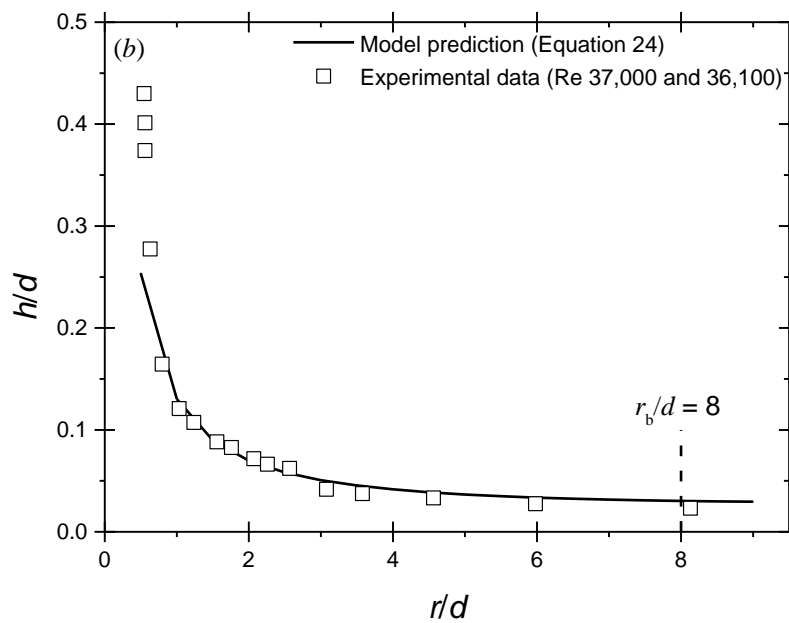 (b)
Model prediction (Equation 24)
Experimental data (Re 37,000 and 36,100)
0.5
0.4
0.3
0.2
0.1
0.0
h/d
r_b/d = 8
0 2 4 6 8
r/d